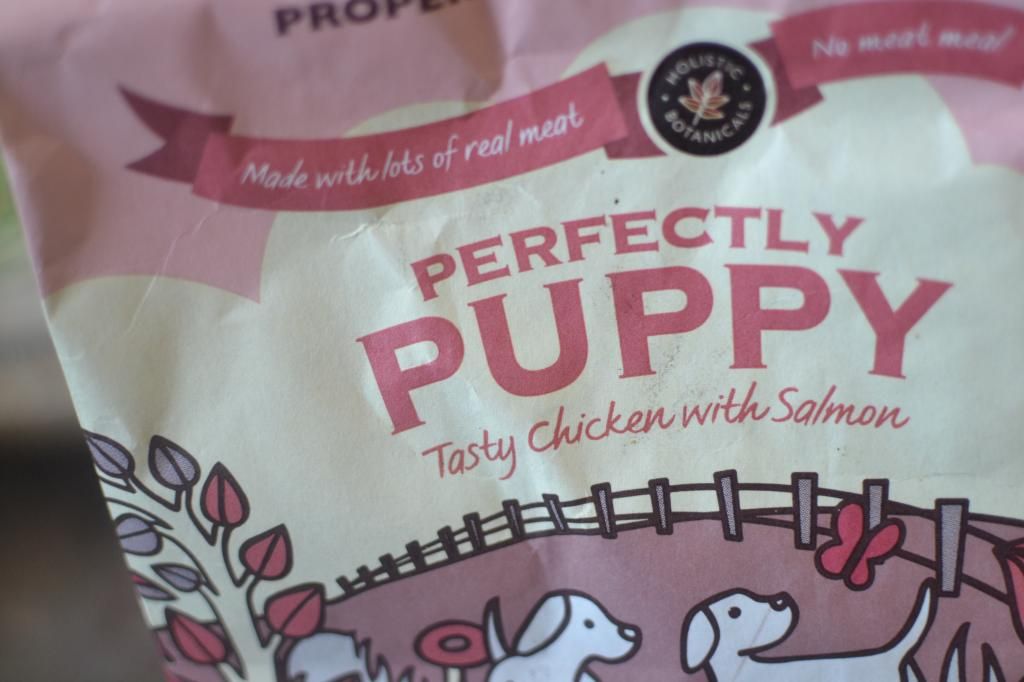 No meat meal
Made with lots of real meat
HOLISTIC
BOTANICALS
PERFECTLY
PUPPY
Tasty Chicken with Salmon